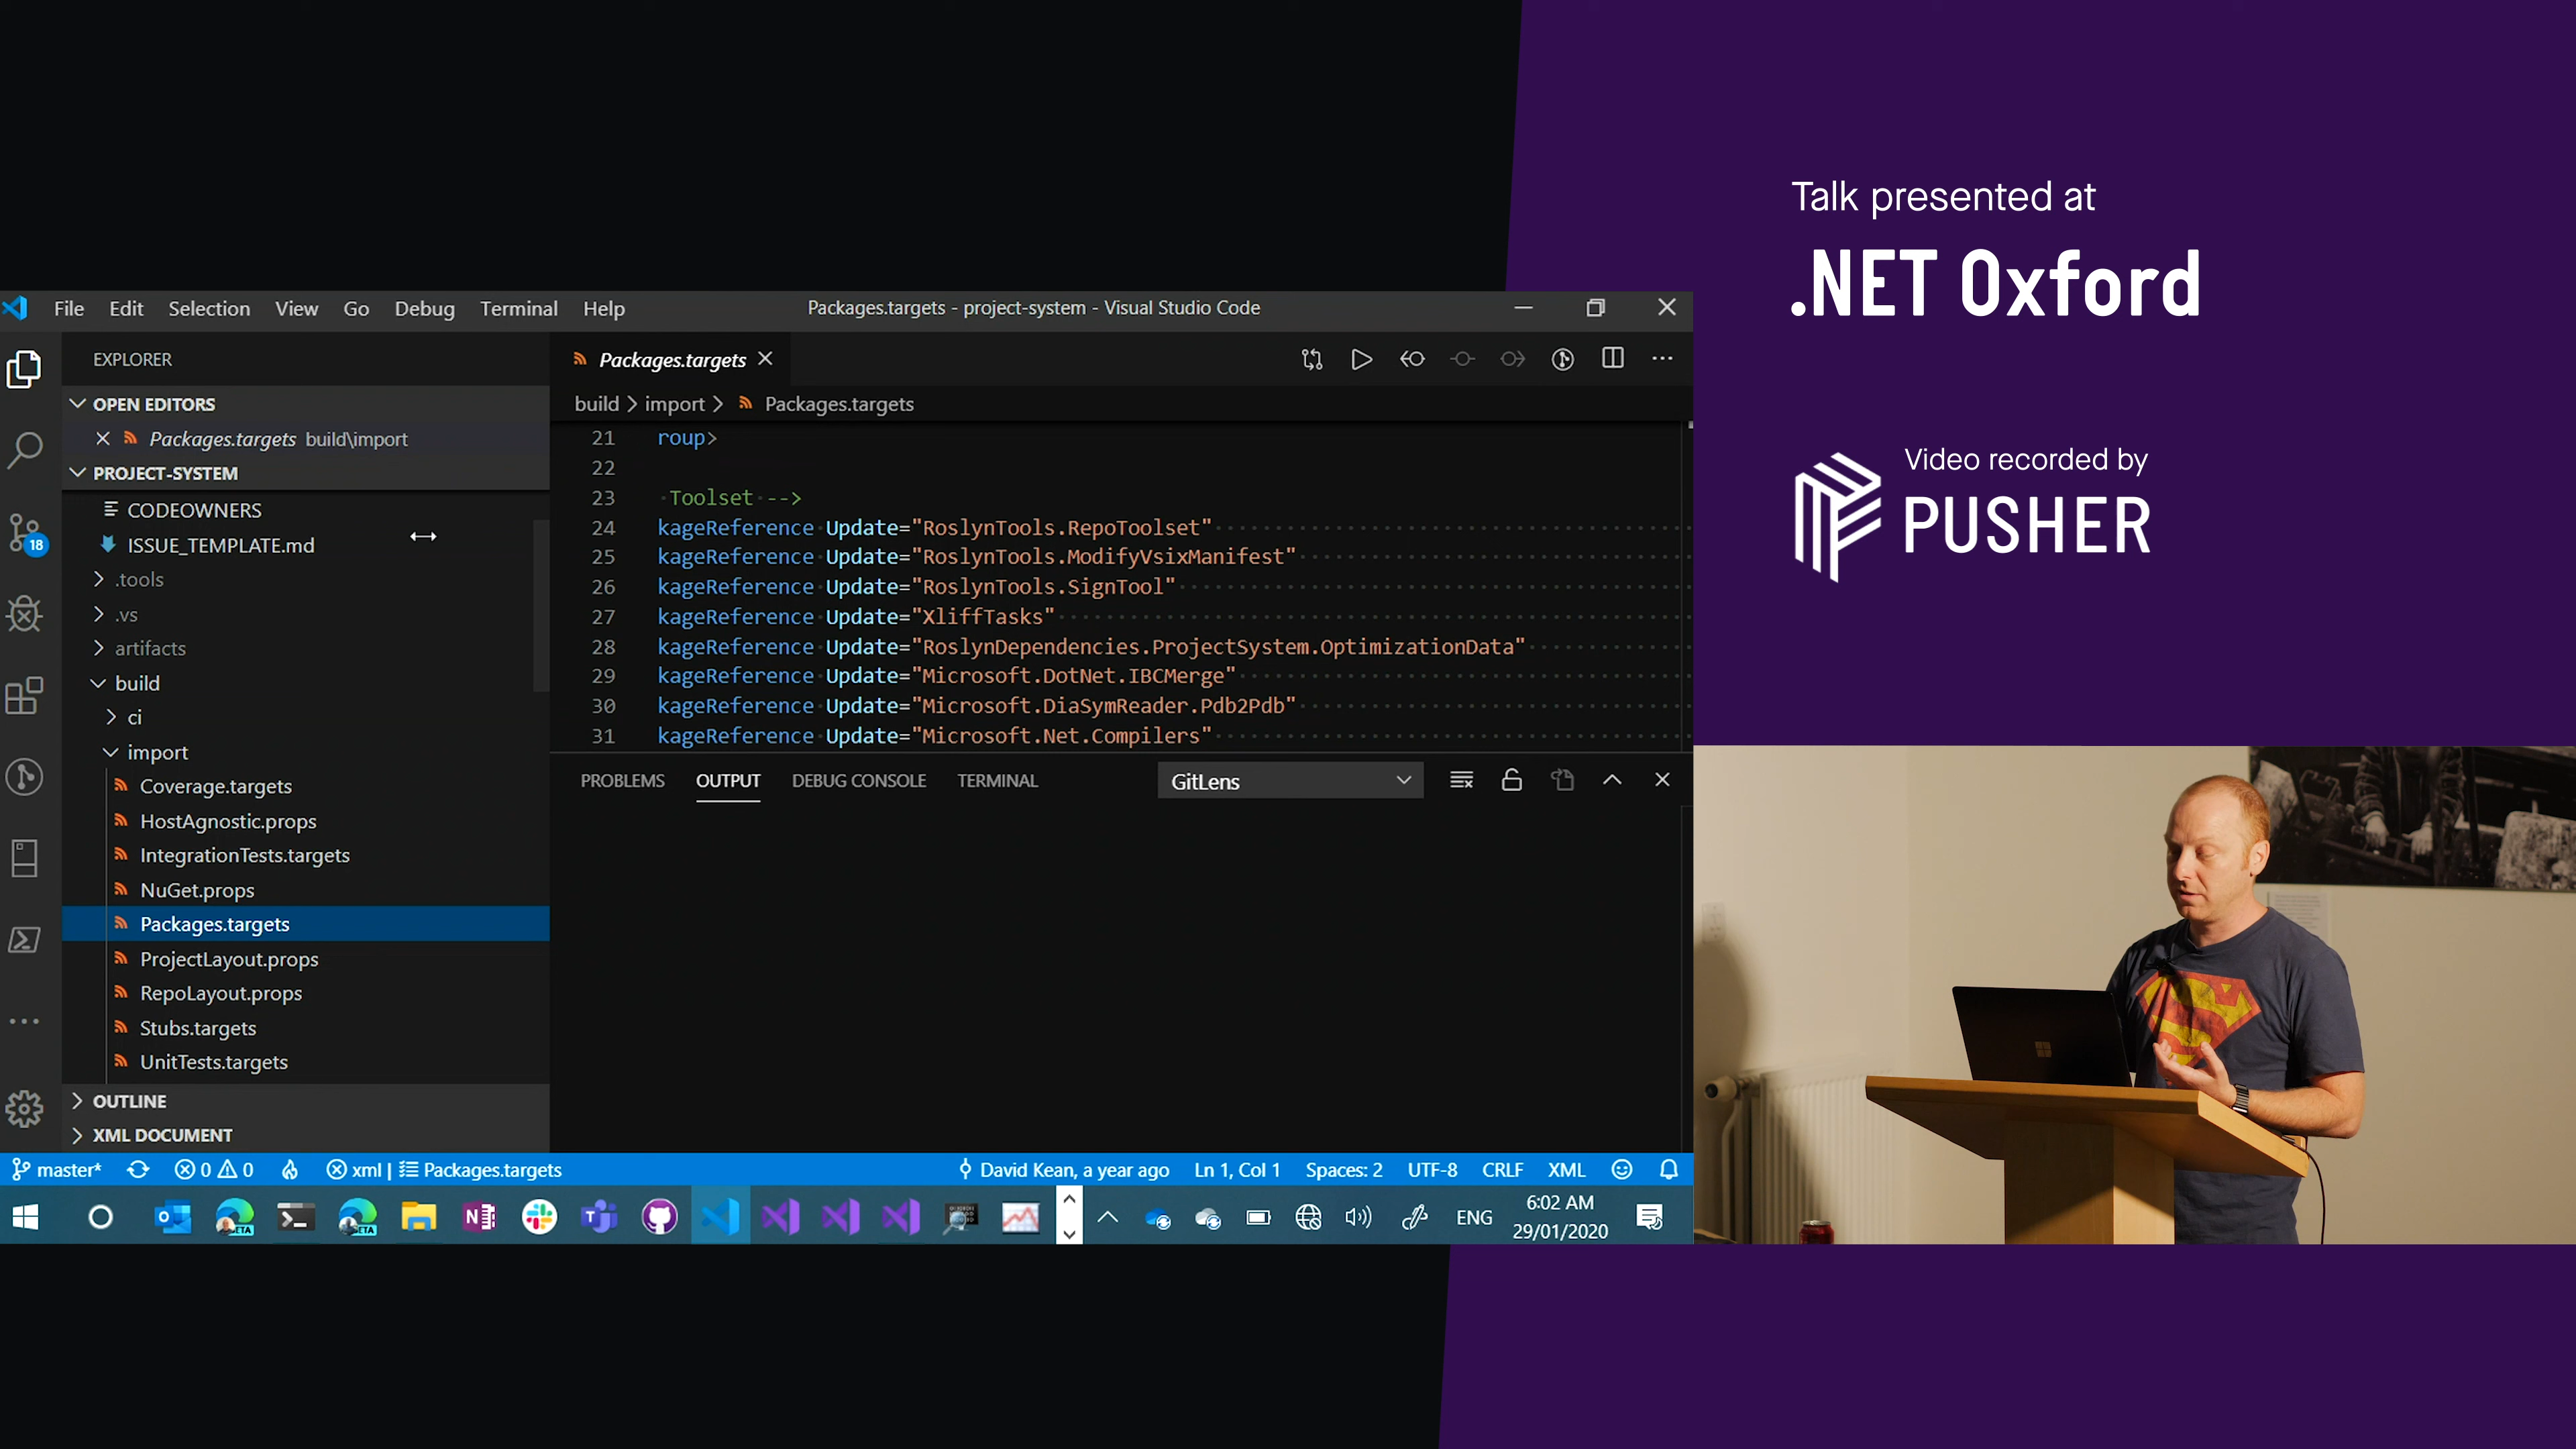 File Edit Selection View Go Debug Terminal Help
Packages.targets - project-system - Visual Studio Code
EXPLORER
OPEN EDITORS
Packages.targets build\import
PROJECT-SYSTEM
CODEOWNERS
ISSUE_TEMPLATE.md
.tools
.vs
artifacts
build
ci
import
Coverage.targets
HostAgnostic.props
IntegrationTests.targets
NuGet.props
Packages.targets
ProjectLayout.props
RepoLayout.props
Stubs.targets
UnitTests.targets
OUTLINE
XML DOCUMENT
18
Packages.targets
build > import > Packages.targets
21 roup>
22
23 Toolset -->
24 kageReference Update="RoslynTools.RepoToolset"
25 kageReference Update="RoslynTools.ModifyVsixManifest"
26 kageReference Update="RoslynTools.SignTool"
27 kageReference Update="XliffTasks"
28 kageReference Update="RoslynDependencies.ProjectSystem.OptimizationData"
29 kageReference Update="Microsoft.DotNet.IBCMerge"
30 kageReference Update="Microsoft.DiaSymReader.Pdb2Pdb"
31 kageReference Update="Microsoft.Net.Compilers"
PROBLEMS OUTPUT DEBUG CONSOLE TERMINAL GitLens
master* 0 0 xml | Packages.targets David Kean, a year ago Ln 1, Col 1 Spaces: 2 UTF-8 CRLF XML
ENG 6:02 AM
29/01/2020
Talk presented at
.NET Oxford
Video recorded by
PUSHER